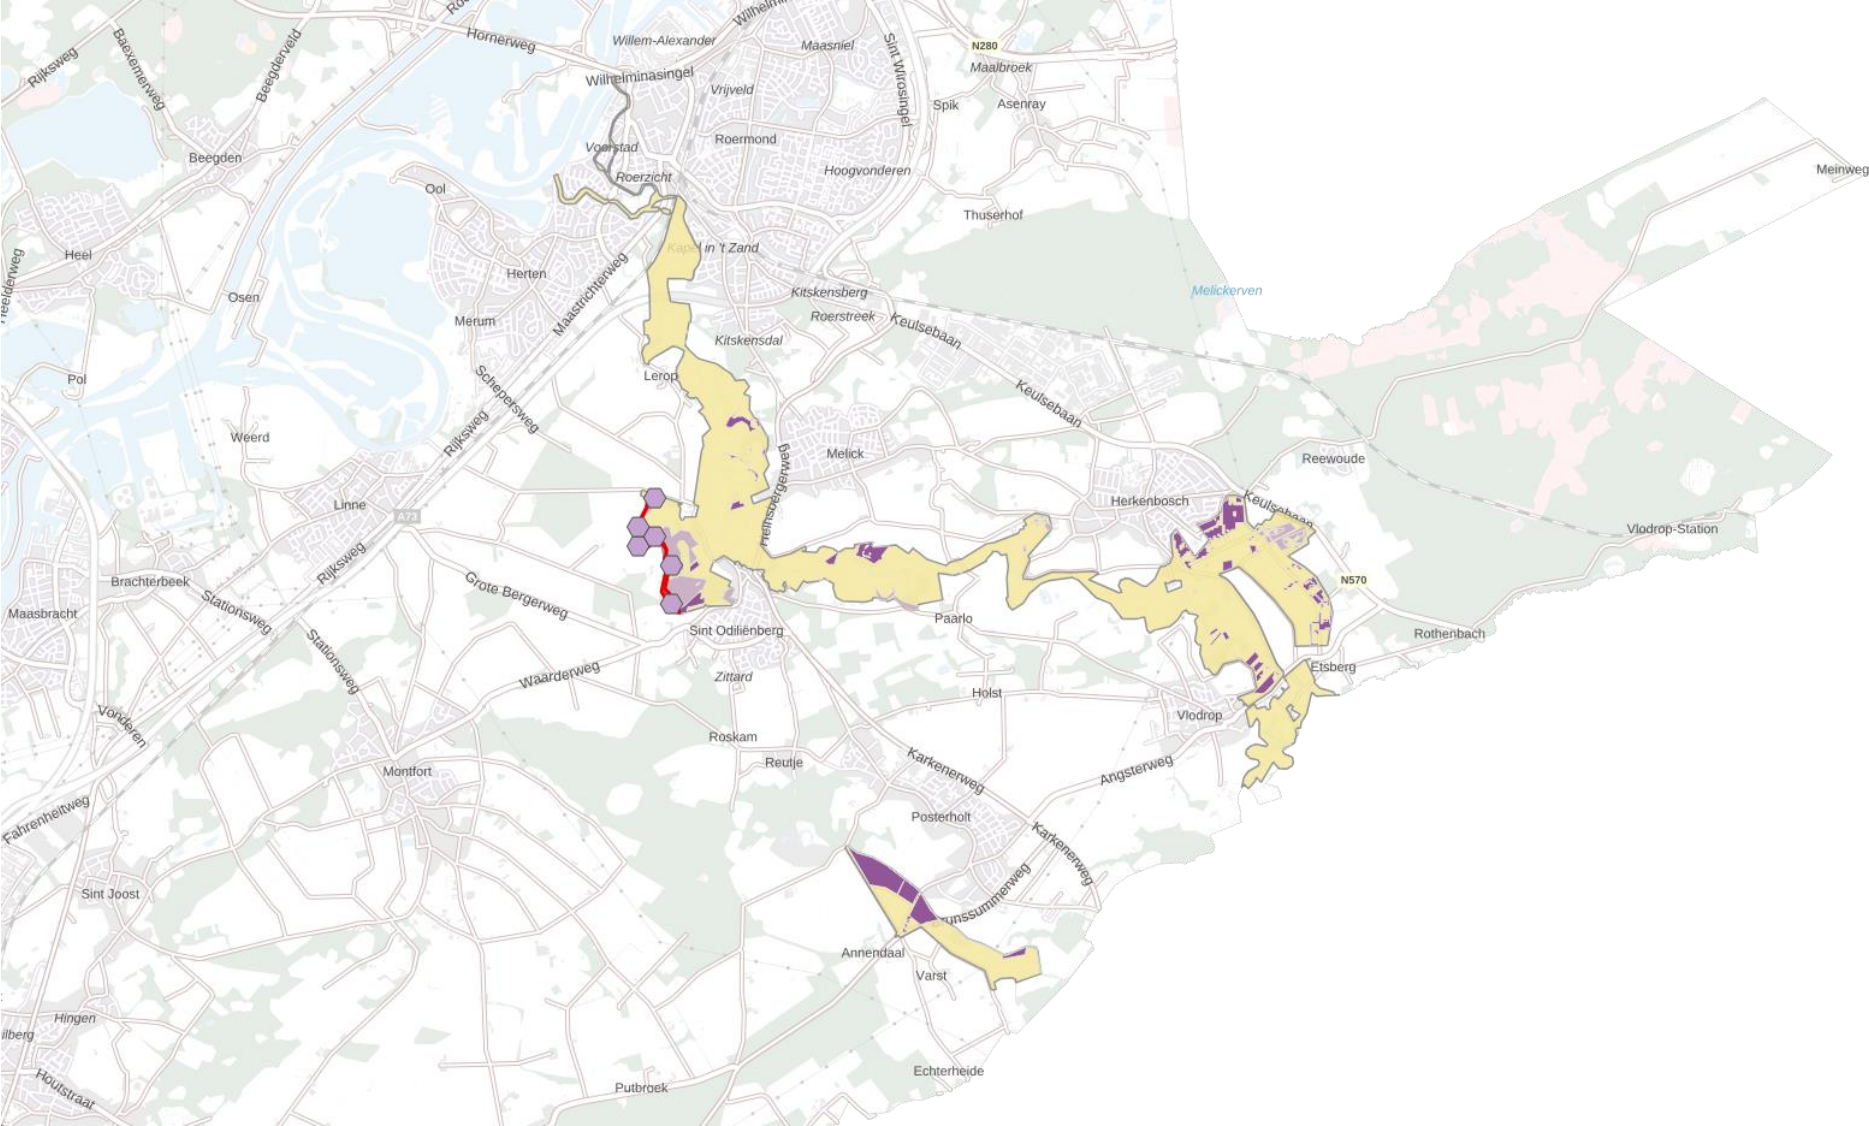 Hornerweg
Willem-Alexander
Wilhelminasingel
Maasniel
Sint Wirosingel
N280
Maalbroek
Rijksweg
Baexemerweg
Beegderveld
Vrijveld
Spik
Asenray
Roermond
Voorstad
Beegden
Hoogvonderen
Meinweg
Roerzicht
Ool
Thuserhof
Kapel in 't Zand
Heel
Heelderweg
Herten
Maastrichterweg
Osen
Melickerven
Kitskensberg
Roerstreek
Merum
Keulsebaan
Kitskensdal
Lerop
Pol
Schepersweg
Keulsebaan
Rijksweg
Weerd
Melick
Heinsbergerweg
Reewoude
Linne
A73
Herkenbosch
Keulsebaan
Vlodrop-Station
Rijksweg
Brachterbeek
Grote Bergerweg
N570
Stationsweg
Maasbracht
Paarlo
Sint Odiliënberg
Rothenbach
Stationsweg
Waarderweg
Zittard
Etsberg
Holst
Vonderen
Vlodrop
Roskam
Reutje
Karkenerweg
Angsterweg
Montfort
Fahrenheitweg
Posterholt
Karkenerweg
Sint Joost
unssummerweg
Annendaal
Varst
Hingen
ilberg
Echterheide
Houtstraat
Putbroek